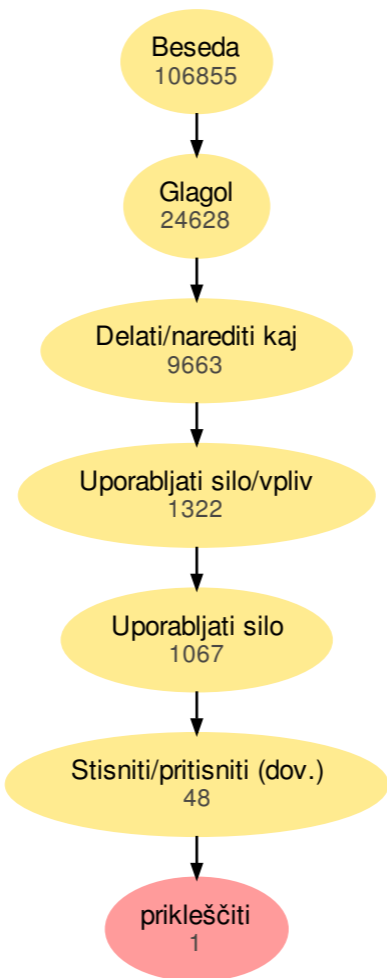 Beseda
106855
Glagol
24628
Delati/narediti kaj
9663
Uporabljati silo/vpliv
1322
Uporabljati silo
1067
Stisniti/pritisniti (dov.)
48
prikleščiti
1